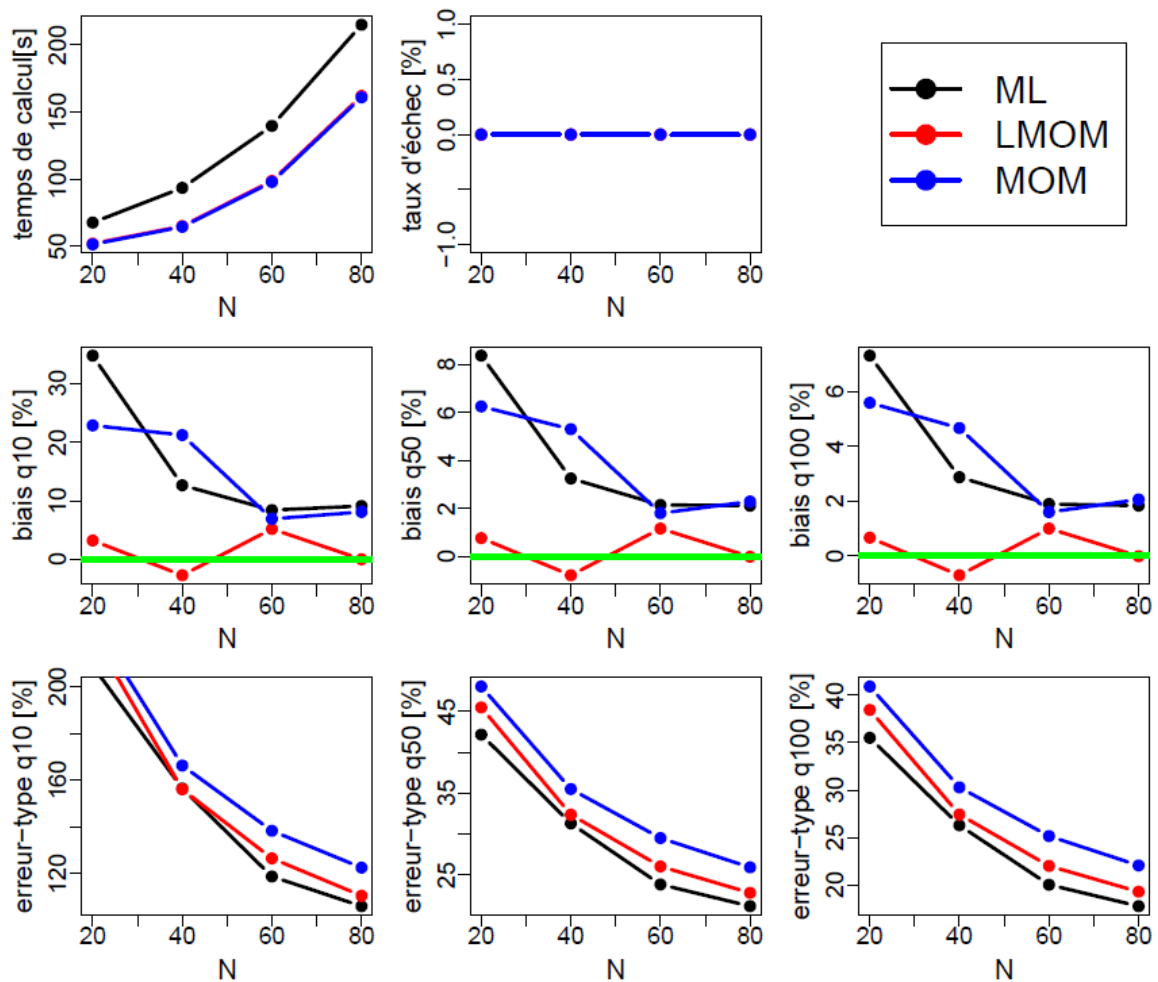 temps de calcul[s]
50 100 150 200
20 40 60 80
N
taux d'échec [%]
−1.0 0.0 0.5 1.0
20 40 60 80
N
ML
LMOM
MOM
biais q10 [%]
0 10 20 30
20 40 60 80
N
biais q50 [%]
0 2 4 6 8
20 40 60 80
N
biais q100 [%]
0 2 4 6
20 40 60 80
N
erreur−type q10 [%]
120 160 200
20 40 60 80
N
erreur−type q50 [%]
25 35 45
20 40 60 80
N
erreur−type q100 [%]
20 25 30 35 40
20 40 60 80
N